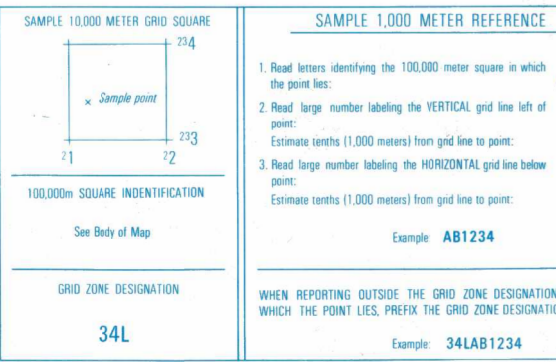 SAMPLE 10,000 METER GRID SQUARE
234
× Sample point
233
21
22
100,000m SQUARE INDENTIFICATION
See Body of Map
GRID ZONE DESIGNATION
34L
SAMPLE 1,000 METER REFERENCE
1. Read letters identifying the 100,000 meter square in which
the point lies:
2. Read large number labeling the VERTICAL grid line left of
point:
Estimate tenths (1,000 meters) from grid line to point:
3. Read large number labeling the HORIZONTAL grid line below
point:
Estimate tenths (1,000 meters) from grid line to point:
Example: AB1234
WHEN REPORTING OUTSIDE THE GRID ZONE DESIGNATION
WHICH THE POINT LIES, PREFIX THE GRID ZONE DESIGNATIO
Example: 34LAB1234